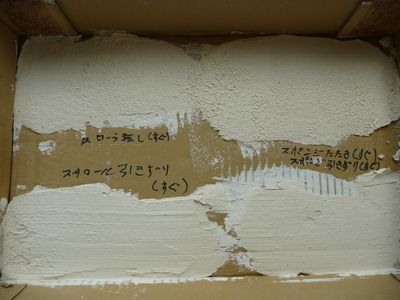 ローラ転し(すぐ)
スチロール引きずり
(すぐ)
スポンジたたき(すぐ)
スポンジ引きずり(すぐ)